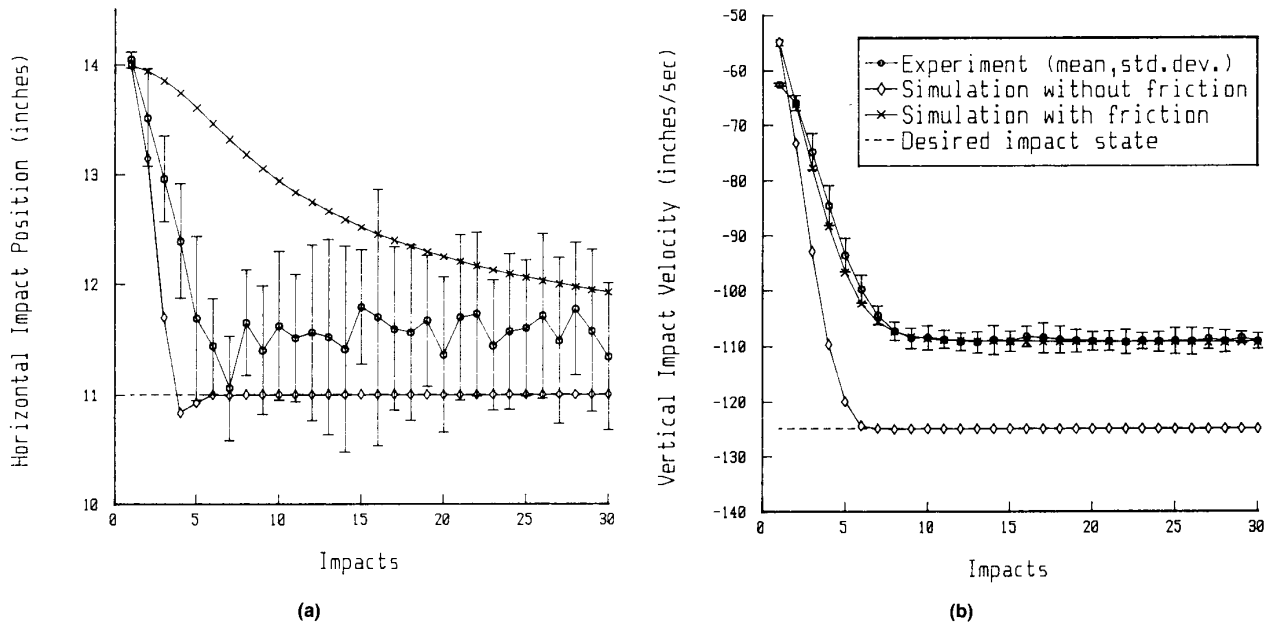 Horizontal Impact Position (inches)
14
13
12
11
10
0 5 10 15 20 25 30
Impacts
(a)
Vertical Impact Velocity (inches/sec)
-50
-60
-70
-80
-90
-100
-110
-120
-130
-140
0 5 10 15 20 25 30
Impacts
(b)
Experiment (mean,std.dev.)
Simulation without friction
Simulation with friction
Desired impact state